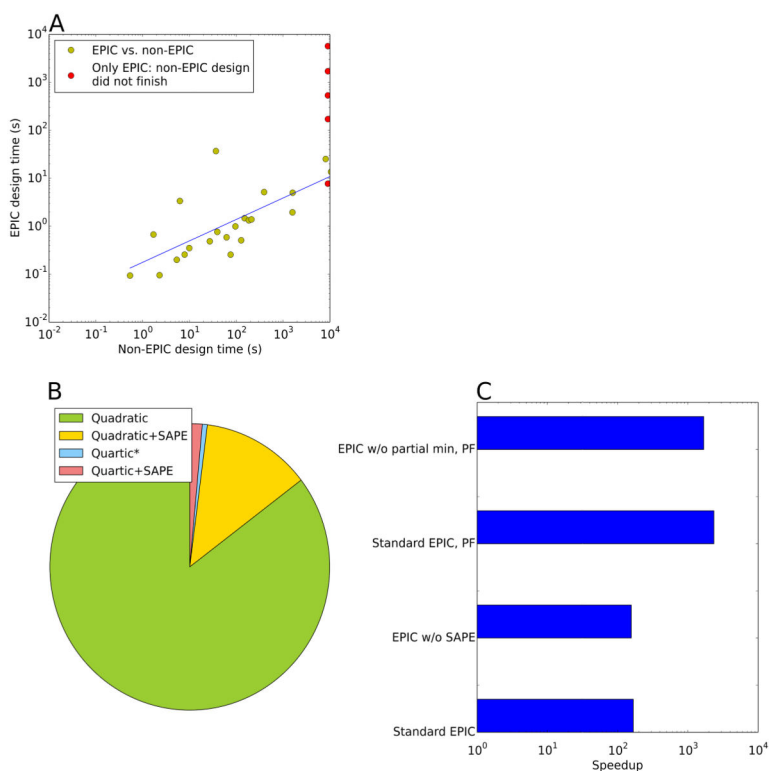 A
10^4
10^3
10^2
10^1
10^0
10^-1
10^-2
EPIC design time (s)
EPIC vs. non-EPIC
Only EPIC: non-EPIC design
did not finish
10^-2 10^-1 10^0 10^1 10^2 10^3 10^4
Non-EPIC design time (s)
B
Quadratic
Quadratic+SAPE
Quartic*
Quartic+SAPE
C
EPIC w/o partial min, PF
Standard EPIC, PF
EPIC w/o SAPE
Standard EPIC
10^0 10^1 10^2 10^3 10^4
Speedup